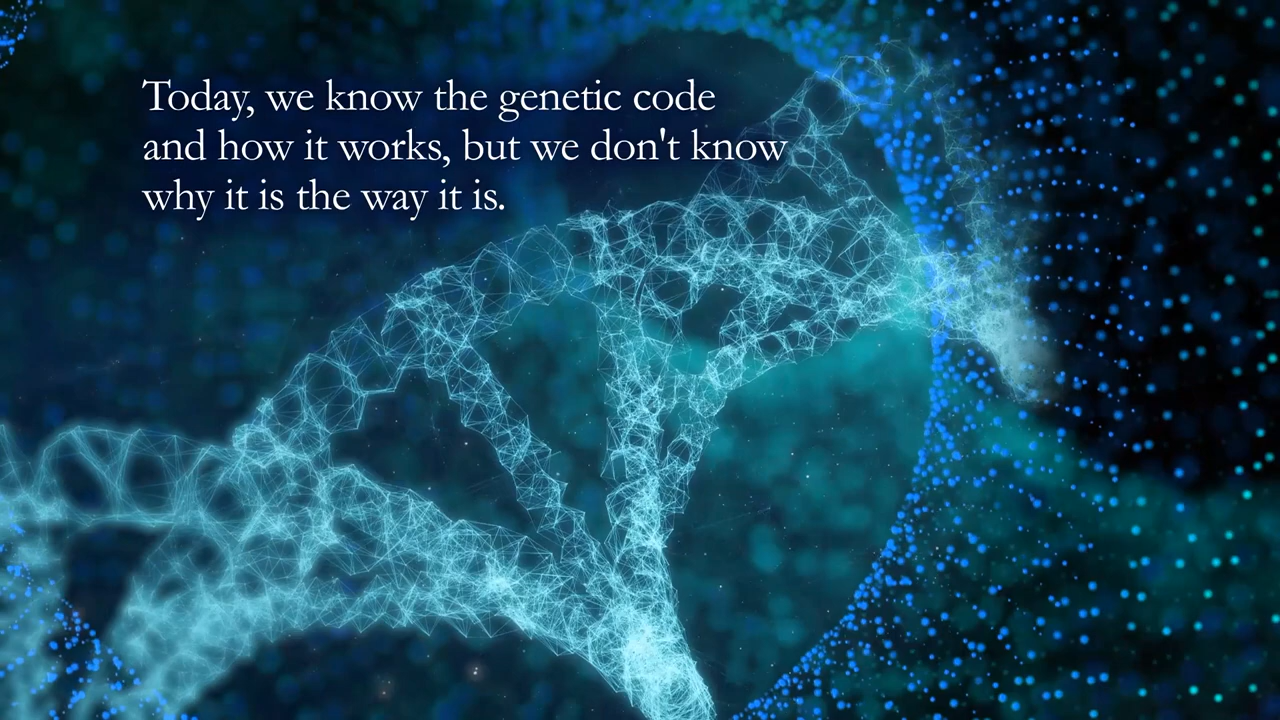 Today, we know the genetic code
and how it works, but we don't know
why it is the way it is.